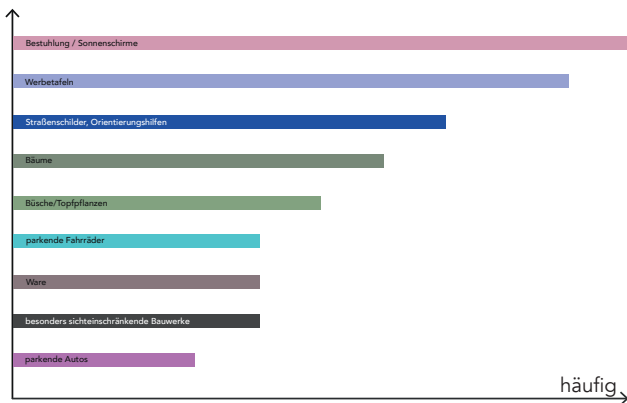 Bestuhlung / Sonnenschirme
Werbetafeln
Straßenschilder, Orientierungshilfen
Bäume
Büsche/Topfpflanzen
parkende Fahrräder
Ware
besonders sichteinschränkende Bauwerke
parkende Autos
häufig